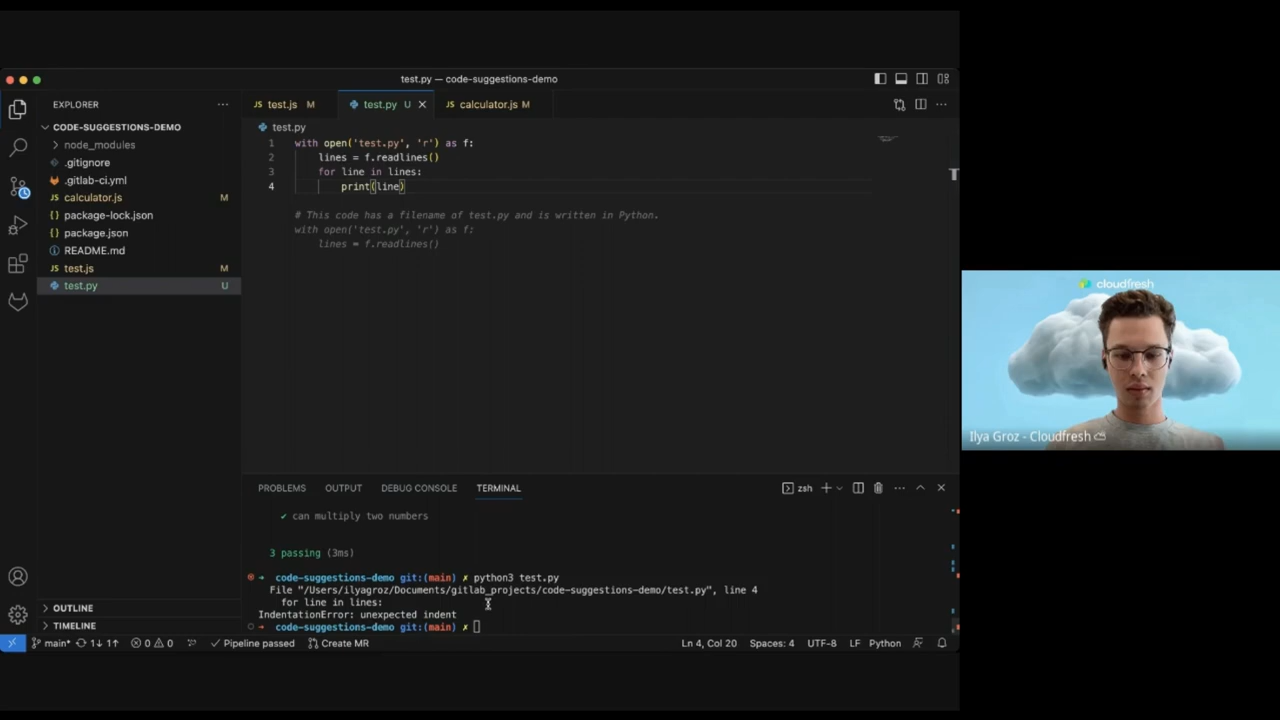 test.py — code-suggestions-demo
EXPLORER
test.js M
test.py U
calculator.js M
CODE-SUGGESTIONS-DEMO
test.py
node_modules
.gitignore
.gitlab-ci.yml
calculator.js M
package-lock.json
package.json
README.md
test.js M
test.py U
1 with open('test.py', 'r') as f:
2 lines = f.readlines()
3 for line in lines:
4 print(line)
# This code has a filename of test.py and is written in Python.
with open('test.py', 'r') as f:
lines = f.readlines()
cloudfresh
Ilya Groz - Cloudfresh
PROBLEMS OUTPUT DEBUG CONSOLE TERMINAL
zsh
✔ can multiply two numbers
3 passing (3ms)
➜ code-suggestions-demo git:(main) ✗ python3 test.py
File "/Users/ilyagroz/Documents/gitlab_projects/code-suggestions-demo/test.py", line 4
for line in lines:
IndentationError: unexpected indent
➜ code-suggestions-demo git:(main) ✗
OUTLINE
TIMELINE
main* 1↓ 1↑ 0 0 Pipeline passed Create MR Ln 4, Col 20 Spaces: 4 UTF-8 LF Python